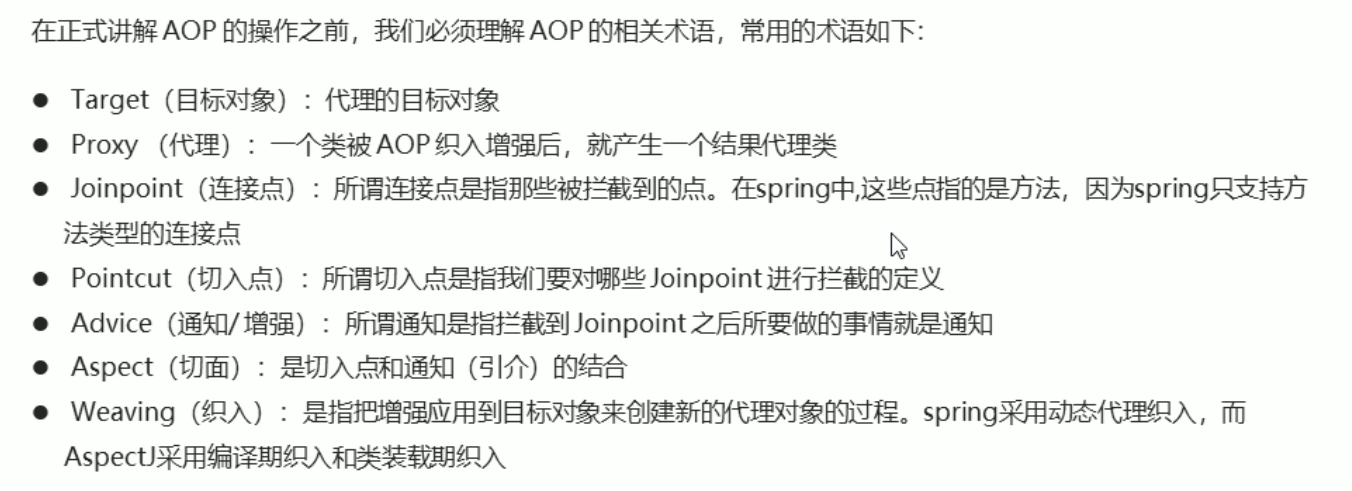 在正式讲解 AOP 的操作之前，我们必须理解 AOP 的相关术语，常用的术语如下：
● Target（目标对象）：代理的目标对象
● Proxy （代理）：一个类被 AOP 织入增强后，就产生一个结果代理类
● Joinpoint（连接点）：所谓连接点是指那些被拦截到的点。在spring中,这些点指的是方法，因为spring只支持方
法类型的连接点
● Pointcut（切入点）：所谓切入点是指我们要对哪些 Joinpoint 进行拦截的定义
● Advice（通知/ 增强）：所谓通知是指拦截到 Joinpoint 之后所要做的事情就是通知
● Aspect（切面）：是切入点和通知（引介）的结合
● Weaving（织入）：是指把增强应用到目标对象来创建新的代理对象的过程。spring采用动态代理织入，而
AspectJ采用编译期织入和类装载期织入